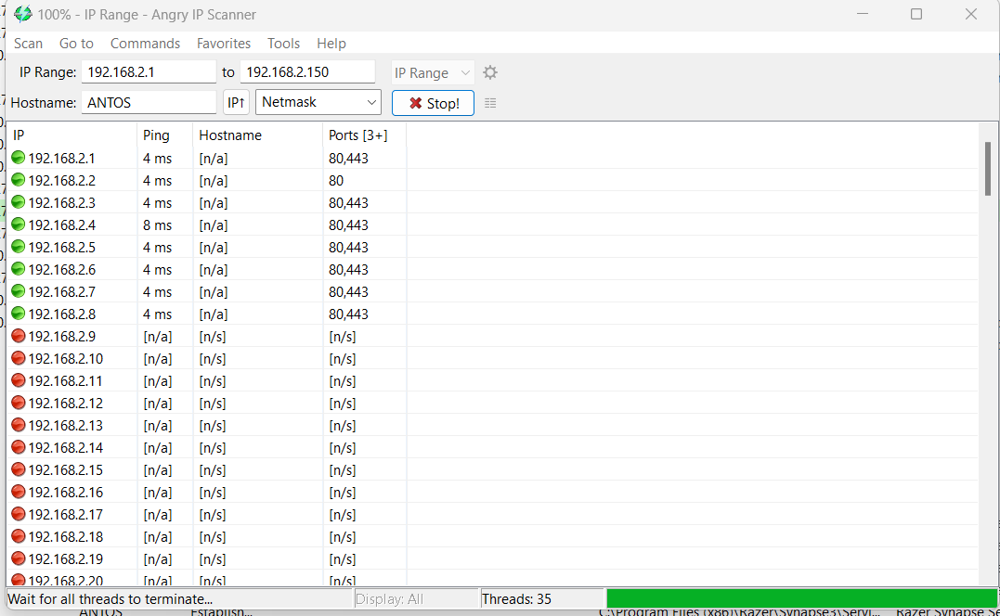 100% - IP Range - Angry IP Scanner
Scan Go to Commands Favorites Tools Help
IP Range: 192.168.2.1 to 192.168.2.150 IP Range
Hostname: ANTOS IP↑ Netmask Stop!
IP Ping Hostname Ports [3+]
192.168.2.1 4 ms [n/a] 80,443
192.168.2.2 4 ms [n/a] 80
192.168.2.3 4 ms [n/a] 80,443
192.168.2.4 8 ms [n/a] 80,443
192.168.2.5 4 ms [n/a] 80,443
192.168.2.6 4 ms [n/a] 80,443
192.168.2.7 4 ms [n/a] 80,443
192.168.2.8 4 ms [n/a] 80,443
192.168.2.9 [n/a] [n/s] [n/s]
192.168.2.10 [n/a] [n/s] [n/s]
192.168.2.11 [n/a] [n/s] [n/s]
192.168.2.12 [n/a] [n/s] [n/s]
192.168.2.13 [n/a] [n/s] [n/s]
192.168.2.14 [n/a] [n/s] [n/s]
192.168.2.15 [n/a] [n/s] [n/s]
192.168.2.16 [n/a] [n/s] [n/s]
192.168.2.17 [n/a] [n/s] [n/s]
192.168.2.18 [n/a] [n/s] [n/s]
192.168.2.19 [n/a] [n/s] [n/s]
192.168.2.20 [n/a] [n/s] [n/s]
Wait for all threads to terminate... Display: All Threads: 35
ANTOS Establish... C:\Program Files (x86)\Razer\Synapse3\Servi... Razer Synapse Se